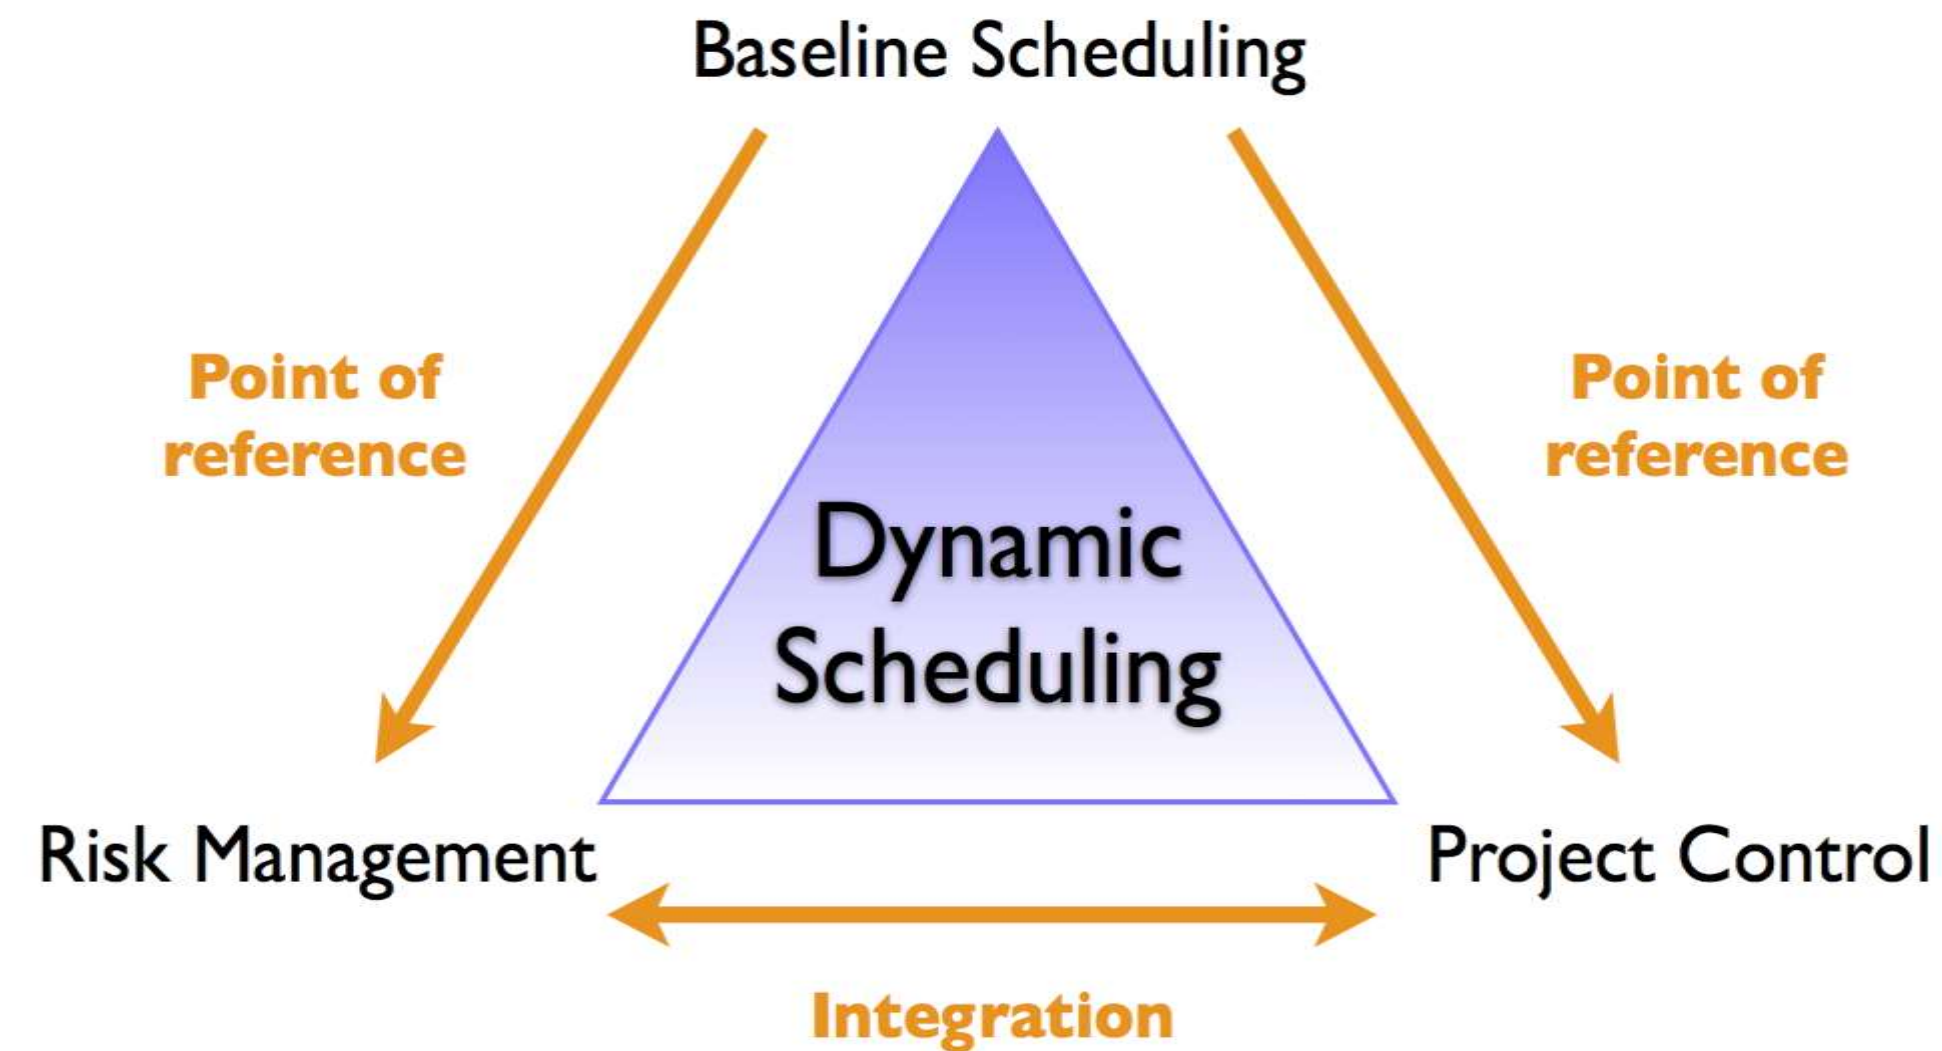 Baseline Scheduling
Point of
reference
Point of
reference
Dynamic
Scheduling
Risk Management
Project Control
Integration